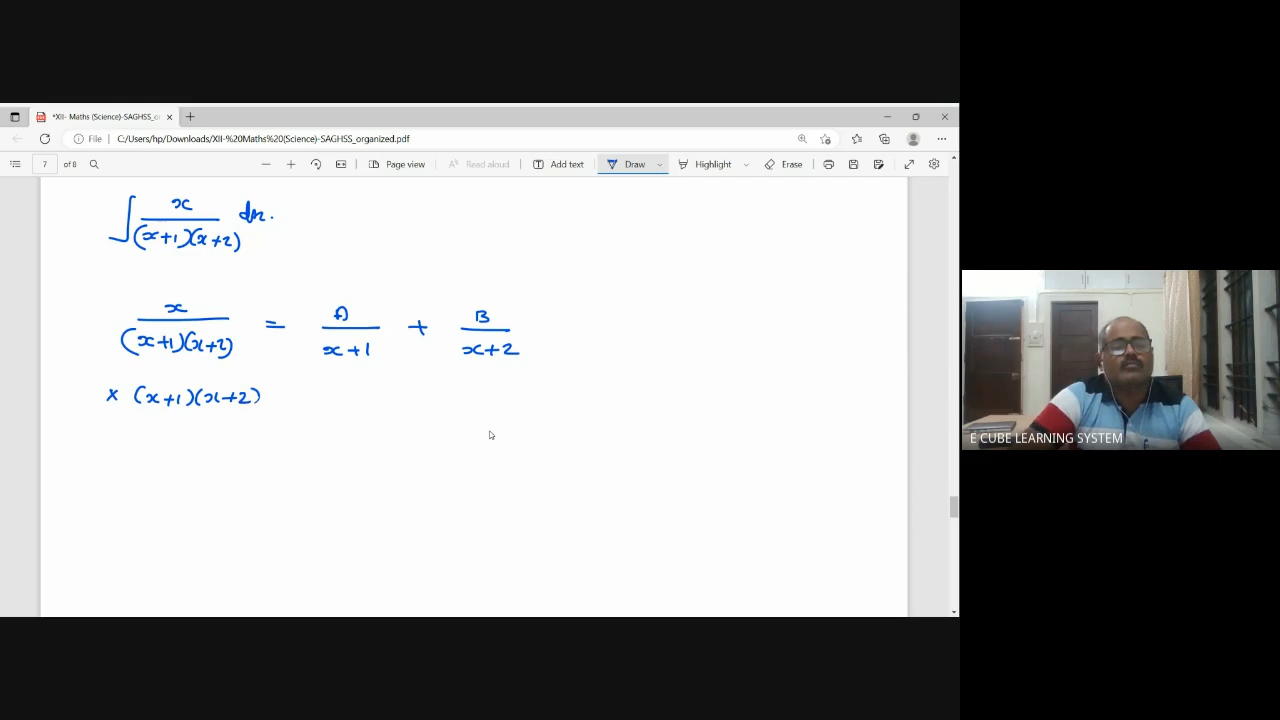 *XII- Maths (Science)-SAGHSS_or
File C:/Users/hp/Downloads/XII-%20Maths%20(Science)-SAGHSS_organized.pdf
7 of 8 Page view Read aloud Add text Draw Highlight Erase
∫ x/((x+1)(x+2)) dx.
x/((x+1)(x+2)) = A/(x+1) + B/(x+2)
× (x+1)(x+2)
E CUBE LEARNING SYSTEM